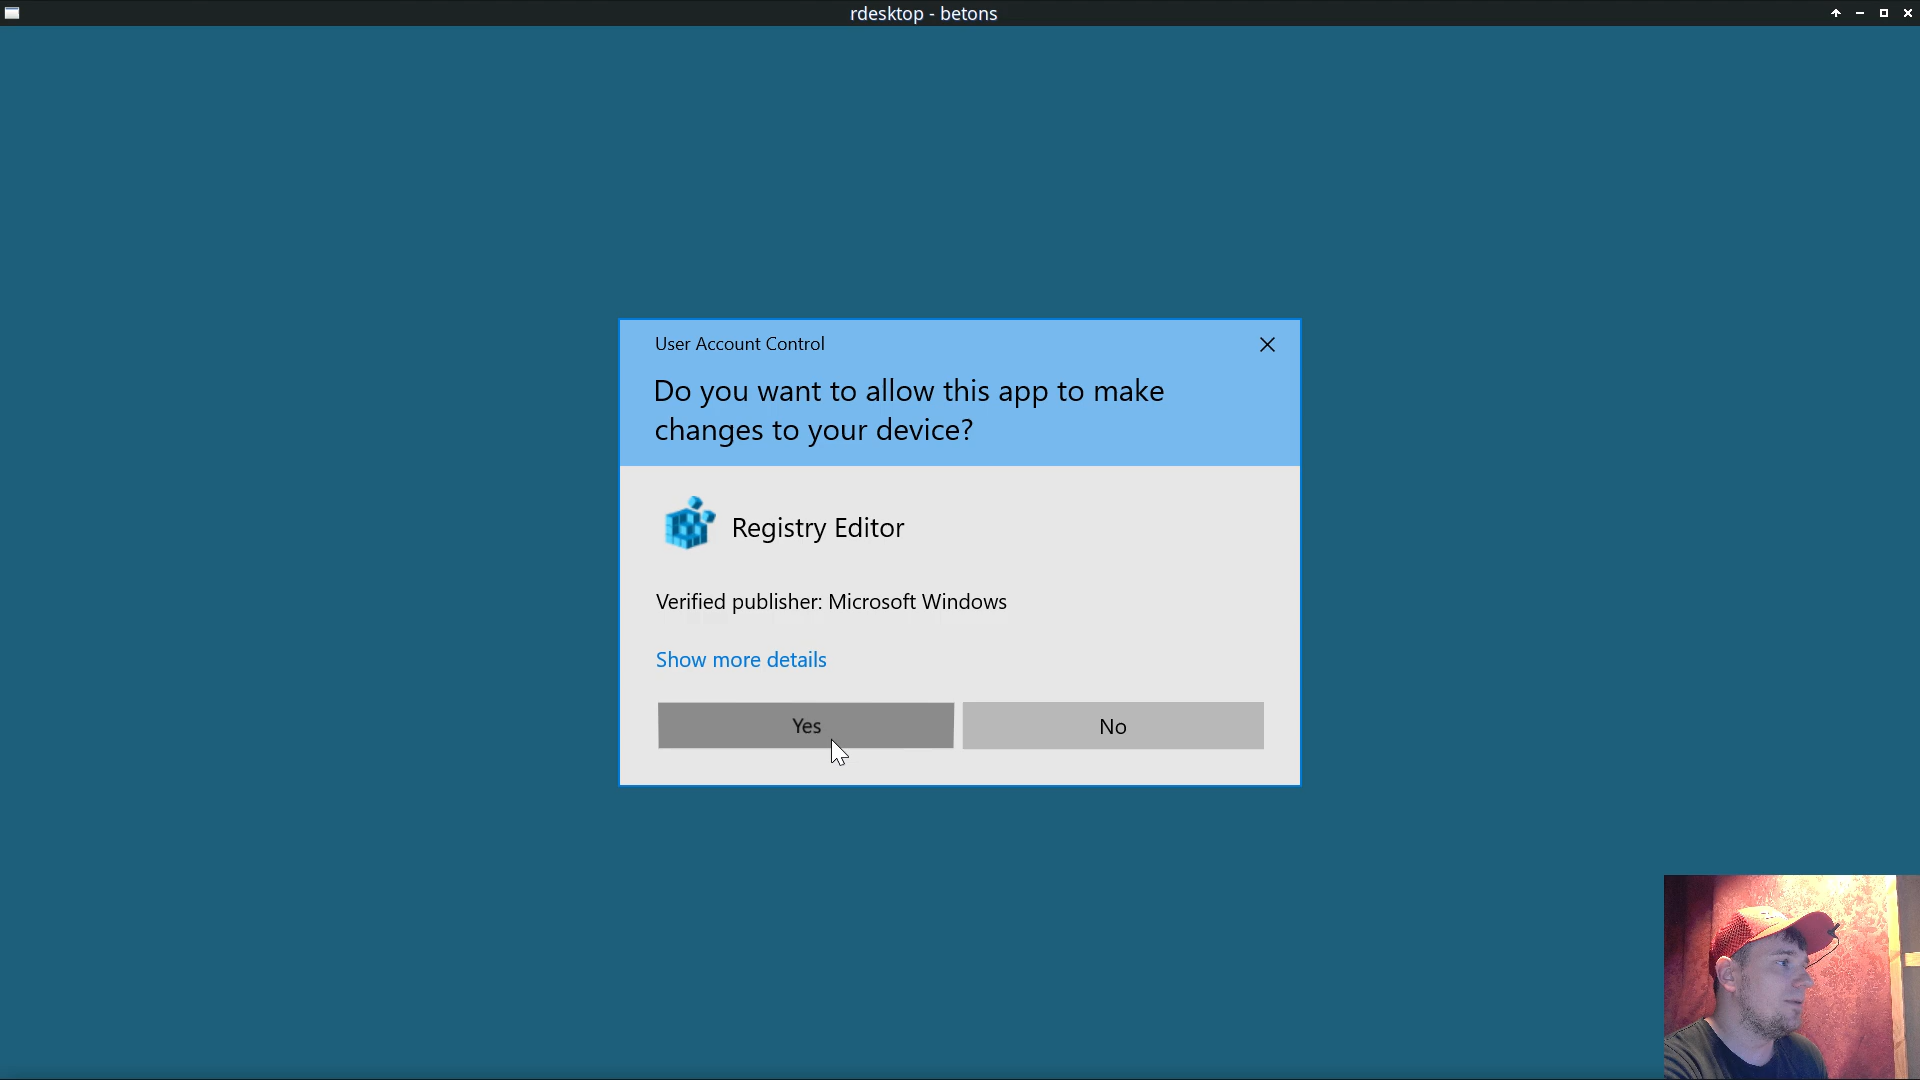 rdesktop - betons
User Account Control
Do you want to allow this app to make
changes to your device?
Registry Editor
Verified publisher: Microsoft Windows
Show more details
Yes
No